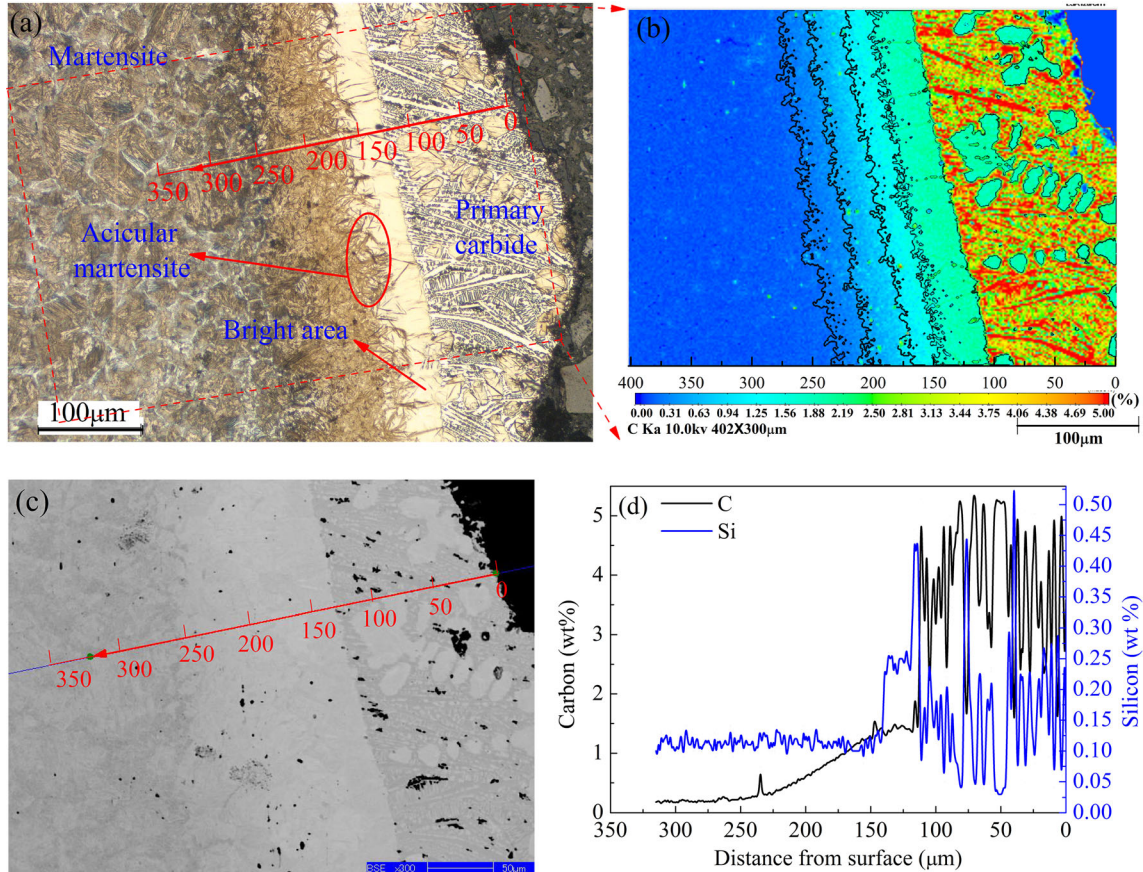 (a)
Martensite
0
50
100
150
200
250
300
350
Acicular
martensite
Primary
carbide
Bright area
100μm
(b)
400 350 300 250 200 150 100 50 0
(%)
0.00 0.31 0.63 0.94 1.25 1.56 1.88 2.19 2.50 2.81 3.13 3.44 3.75 4.06 4.38 4.69 5.00
C Ka 10.0kv 402X300μm
100μm
(c)
0
50
100
150
200
250
300
350
BSE x300 50μm
(d)
C
Si
5
4
3
2
1
0
Carbon (wt%)
0.50
0.45
0.40
0.35
0.30
0.25
0.20
0.15
0.10
0.05
0.00
Silicon (wt %)
350 300 250 200 150 100 50 0
Distance from surface (μm)